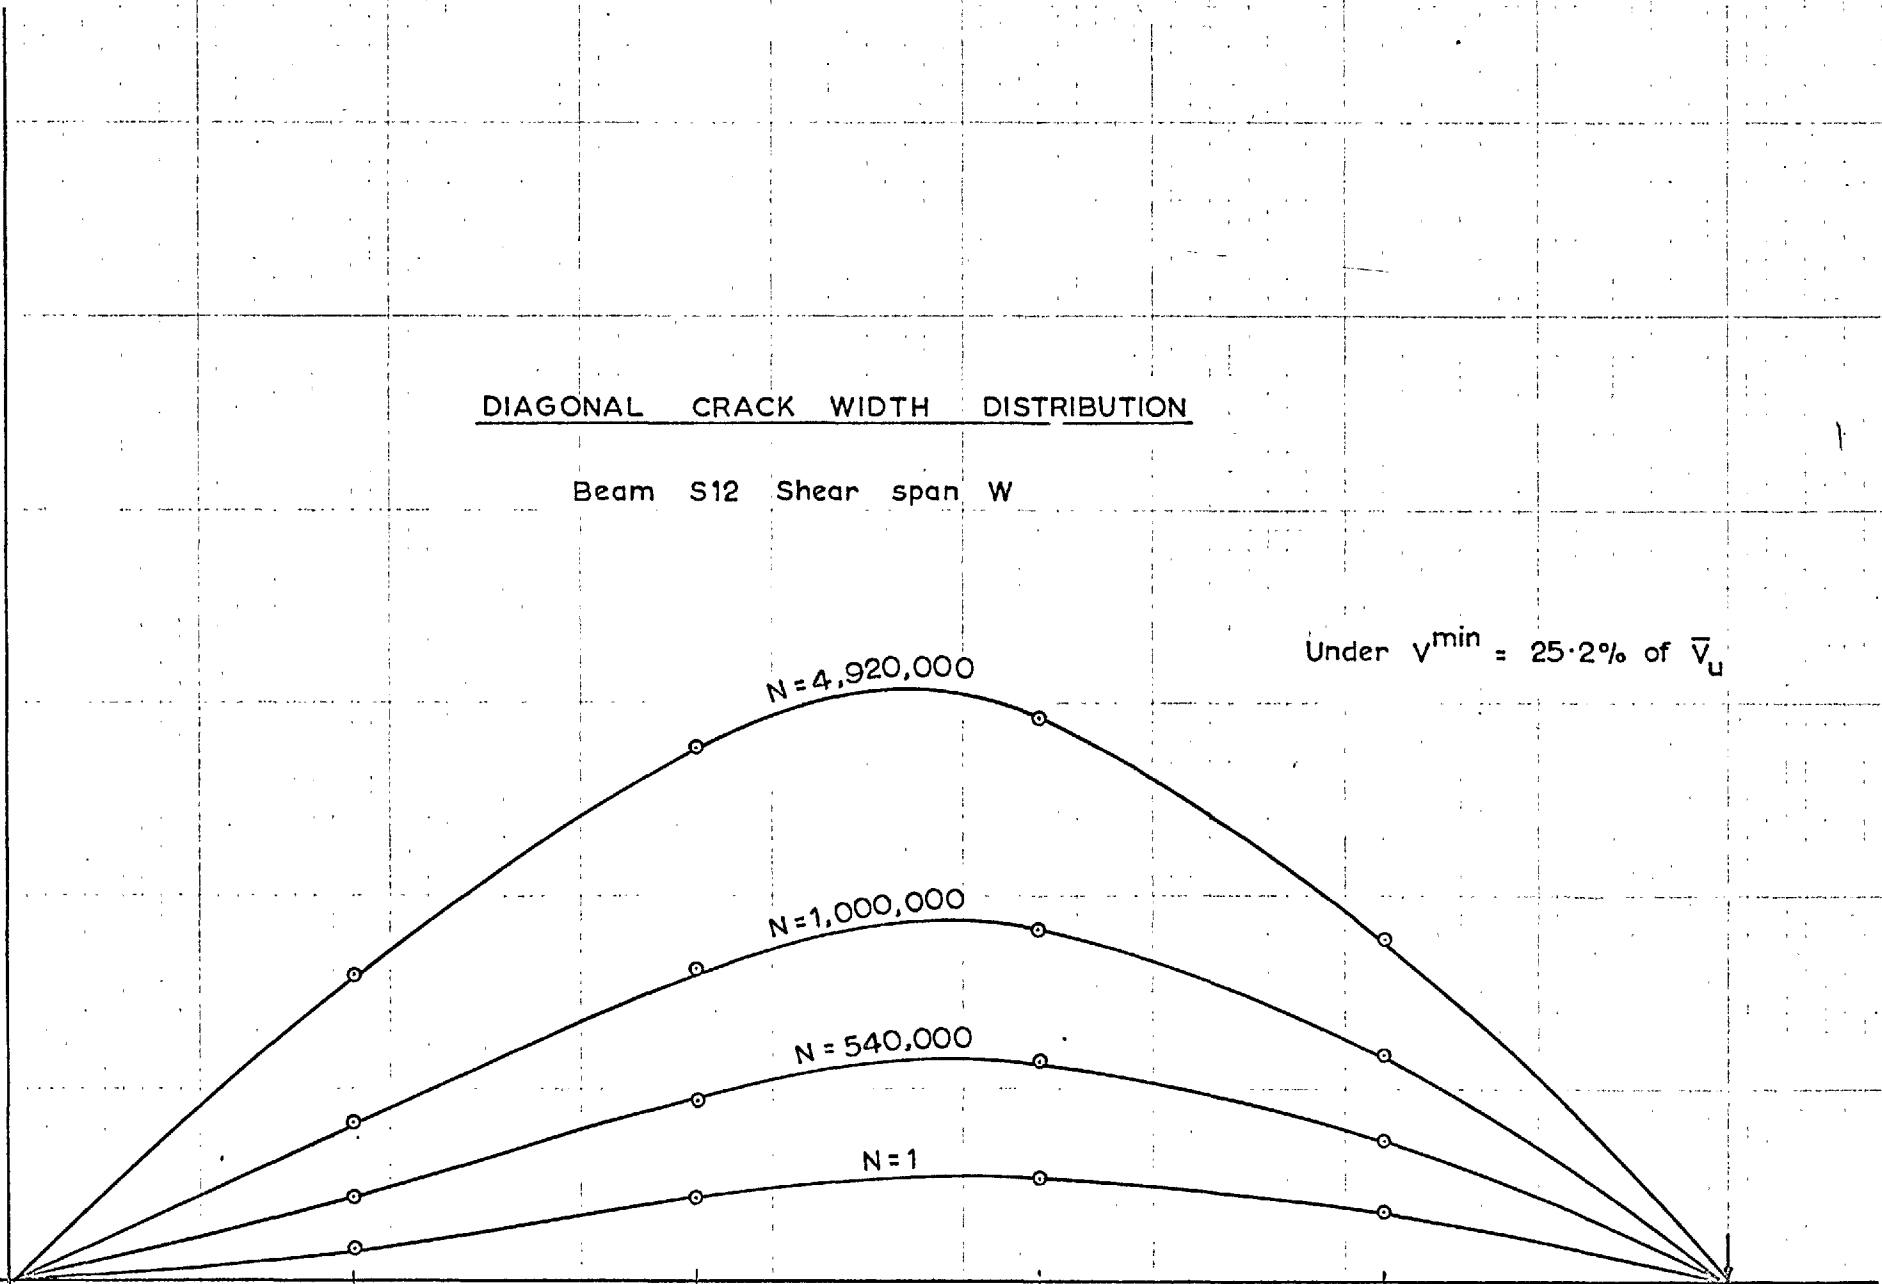 DIAGONAL CRACK WIDTH DISTRIBUTION
Beam S12 Shear span W
Under V^min = 25·2% of V̅u
N=4,920,000
N=1,000,000
N=540,000
N=1